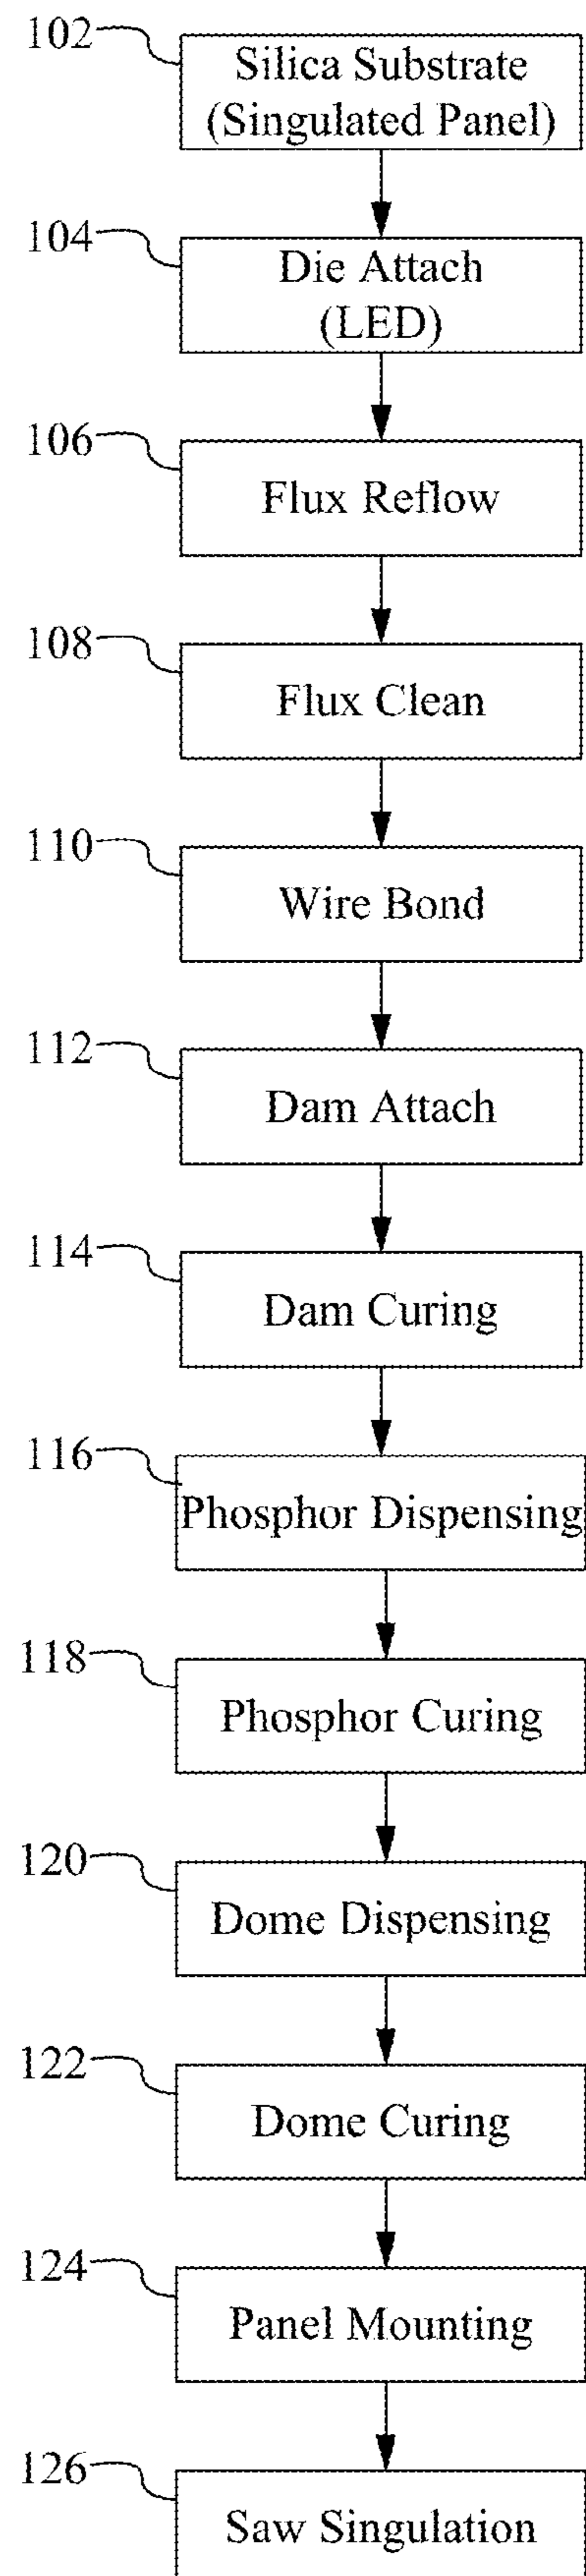 102
Silica Substrate
(Singulated Panel)
104
Die Attach
(LED)
106
Flux Reflow
108
Flux Clean
110
Wire Bond
112
Dam Attach
114
Dam Curing
116
Phosphor Dispensing
118
Phosphor Curing
120
Dome Dispensing
122
Dome Curing
124
Panel Mounting
126
Saw Singulation